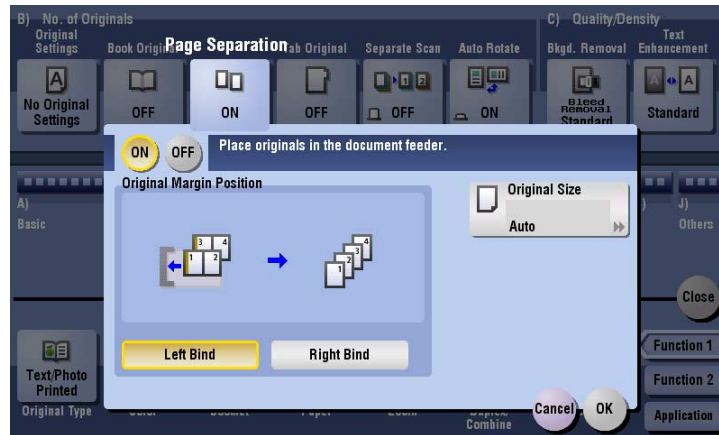 B) No. of Originals
C) Quality/Density
Original Settings
Book Original
Page Separation
Tab Original
Separate Scan
Auto Rotate
Bkgd. Removal
Text Enhancement
No Original Settings
OFF
ON
OFF
OFF
ON
Bleed Removal Standard
Standard
ON
OFF
Place originals in the document feeder.
Original Margin Position
3 4
1 2
4
3
2
1
Original Size
Auto
Left Bind
Right Bind
A)
Basic
J)
Others
Close
Text/Photo Printed
Original Type
Duplex/
Combine
Function 1
Function 2
Application
Cancel
OK